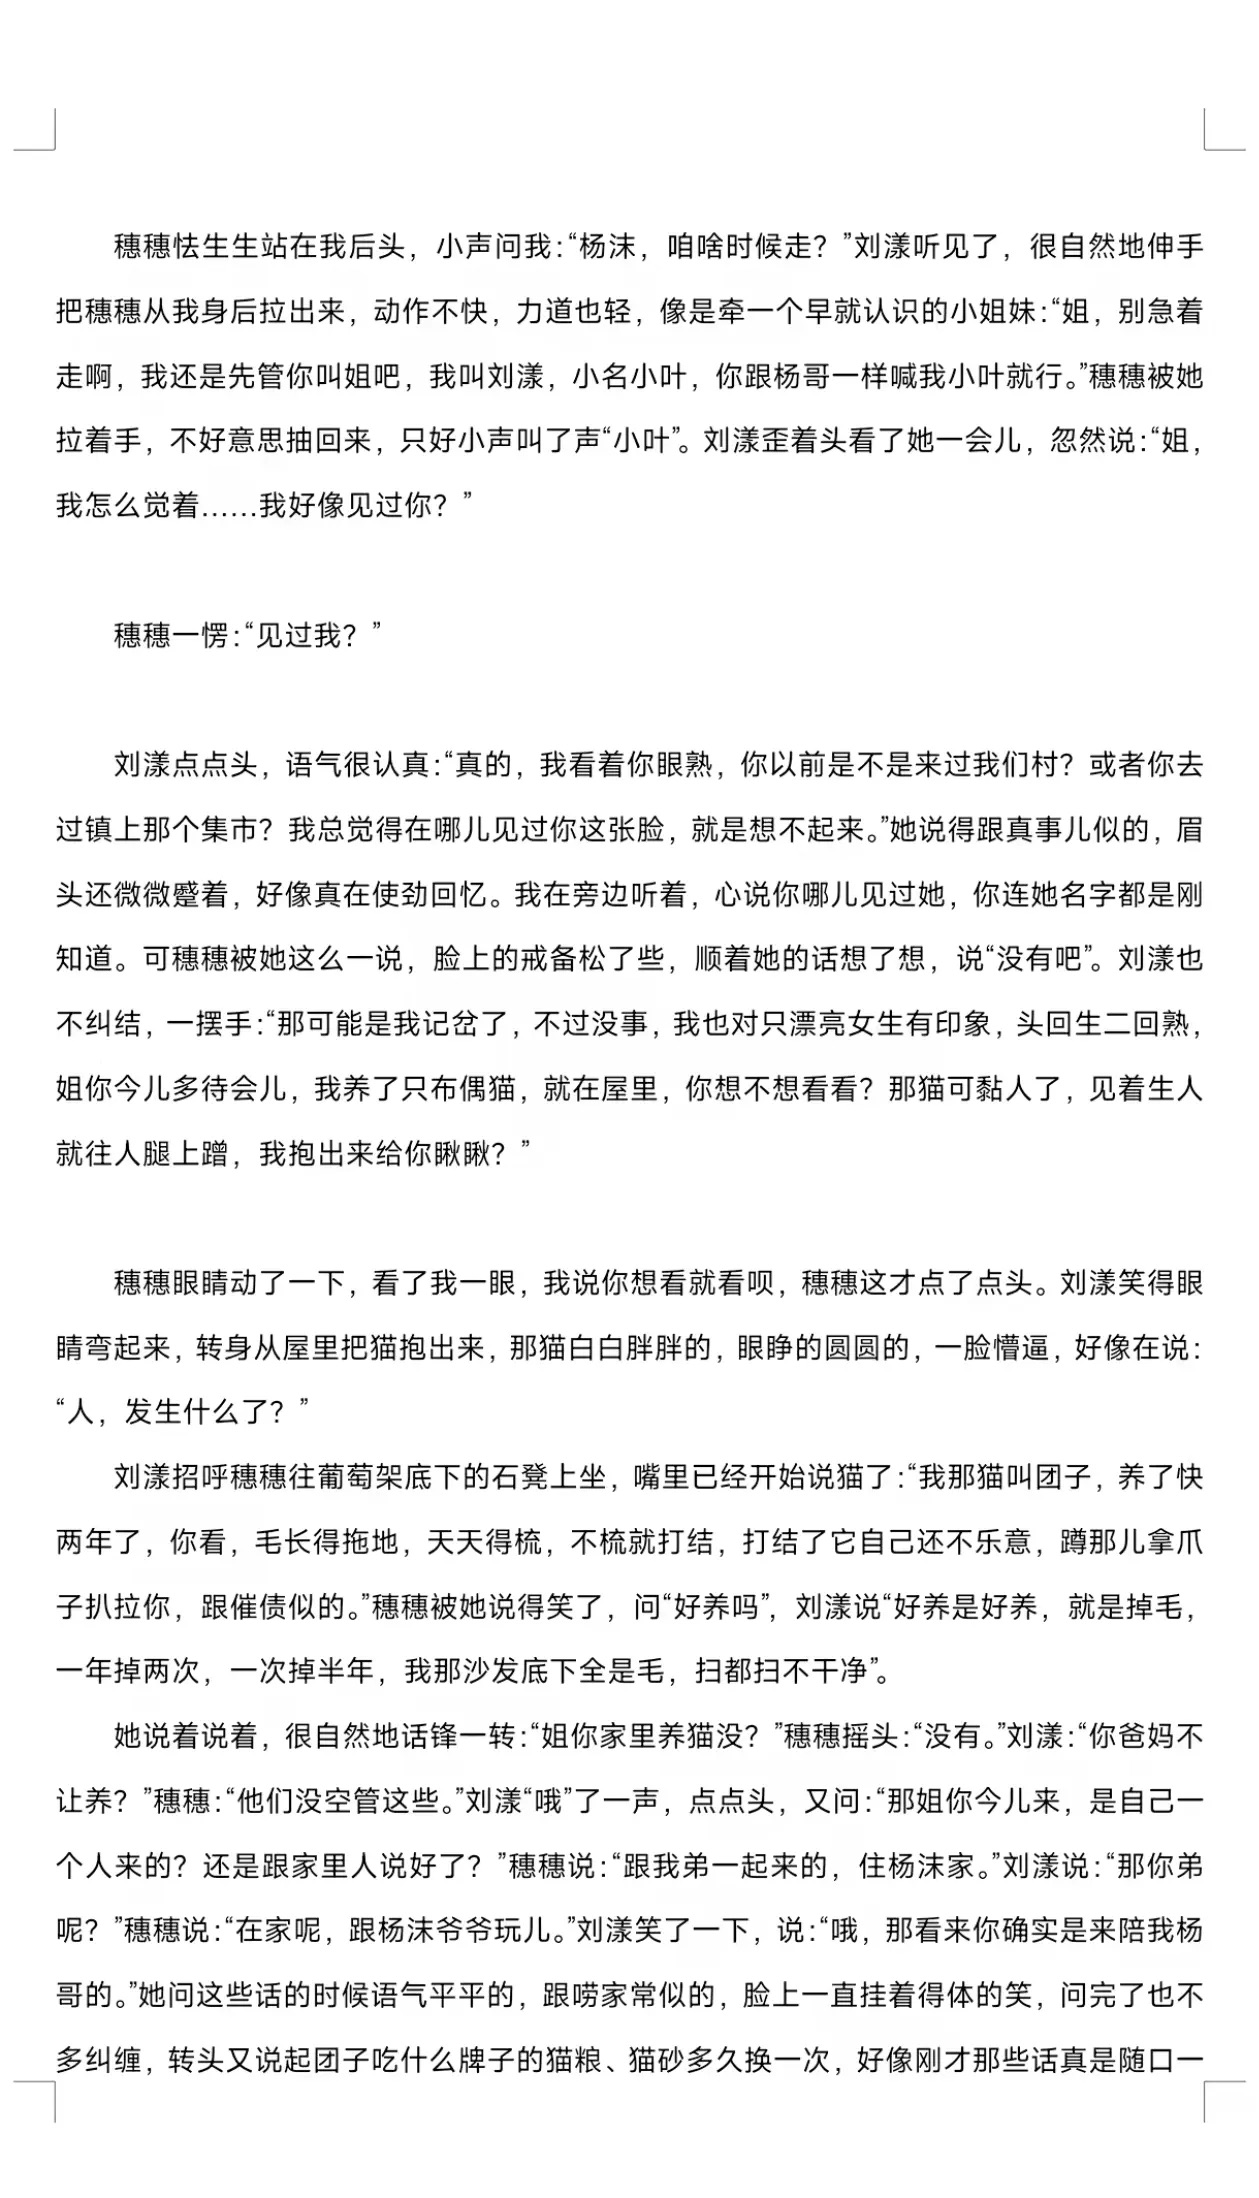 穗穗怯生生站在我后头，小声问我：“杨沫，咱啥时候走？”刘漾听见了，很自然地伸手
把穗穗从我身后拉出来，动作不快，力道也轻，像是牵一个早就认识的小姐妹：“姐，别急着
走啊，我还是先管你叫姐吧，我叫刘漾，小名小叶，你跟杨哥一样喊我小叶就行。”穗穗被她
拉着手，不好意思抽回来，只好小声叫了声“小叶”。刘漾歪着头看了她一会儿，忽然说：“姐，
我怎么觉着……我好像见过你？”
穗穗一愣：“见过我？”
刘漾点点头，语气很认真：“真的，我看着你眼熟，你以前是不是来过我们村？或者你去
过镇上那个集市？我总觉得在哪儿见过你这张脸，就是想不起来。”她说得跟真事儿似的，眉
头还微微蹙着，好像真在使劲回忆。我在旁边听着，心说你哪儿见过她，你连她名字都是刚
知道。可穗穗被她这么一说，脸上的戒备松了些，顺着她的话想了想，说“没有吧”。刘漾也
不纠结，一摆手：“那可能是我记岔了，不过没事，我也对只漂亮女生有印象，头回生二回熟，
姐你今儿多待会儿，我养了只布偶猫，就在屋里，你想不想看看？那猫可黏人了，见着生人
就往人腿上蹭，我抱出来给你瞅瞅？”
穗穗眼睛动了一下，看了我一眼，我说你想看就看呗，穗穗这才点了点头。刘漾笑得眼
睛弯起来，转身从屋里把猫抱出来，那猫白白胖胖的，眼睁的圆圆的，一脸懵逼，好像在说：
“人，发生什么了？”
刘漾招呼穗穗往葡萄架底下的石凳上坐，嘴里已经开始说猫了：“我那猫叫团子，养了快
两年了，你看，毛长得拖地，天天得梳，不梳就打结，打结了它自己还不乐意，蹲那儿拿爪
子扒拉你，跟催债似的。”穗穗被她说得笑了，问“好养吗”，刘漾说“好养是好养，就是掉毛，
一年掉两次，一次掉半年，我那沙发底下全是毛，扫都扫不干净”。
她说着说着，很自然地话锋一转：“姐你家里养猫没？”穗穗摇头：“没有。”刘漾：“你爸妈不
让养？”穗穗：“他们没空管这些。”刘漾“哦”了一声，点点头，又问：“那姐你今儿来，是自己一
个人来的？还是跟家里人说好了？”穗穗说：“跟我弟一起来的，住杨沫家。”刘漾说：“那你弟
呢？”穗穗说：“在家呢，跟杨沫爷爷玩儿。”刘漾笑了一下，说：“哦，那看来你确实是来陪我杨
哥的。”她问这些话的时候语气平平的，跟唠家常似的，脸上一直挂着得体的笑，问完了也不
多纠缠，转头又说起团子吃什么牌子的猫粮、猫砂多久换一次，好像刚才那些话真是随口一